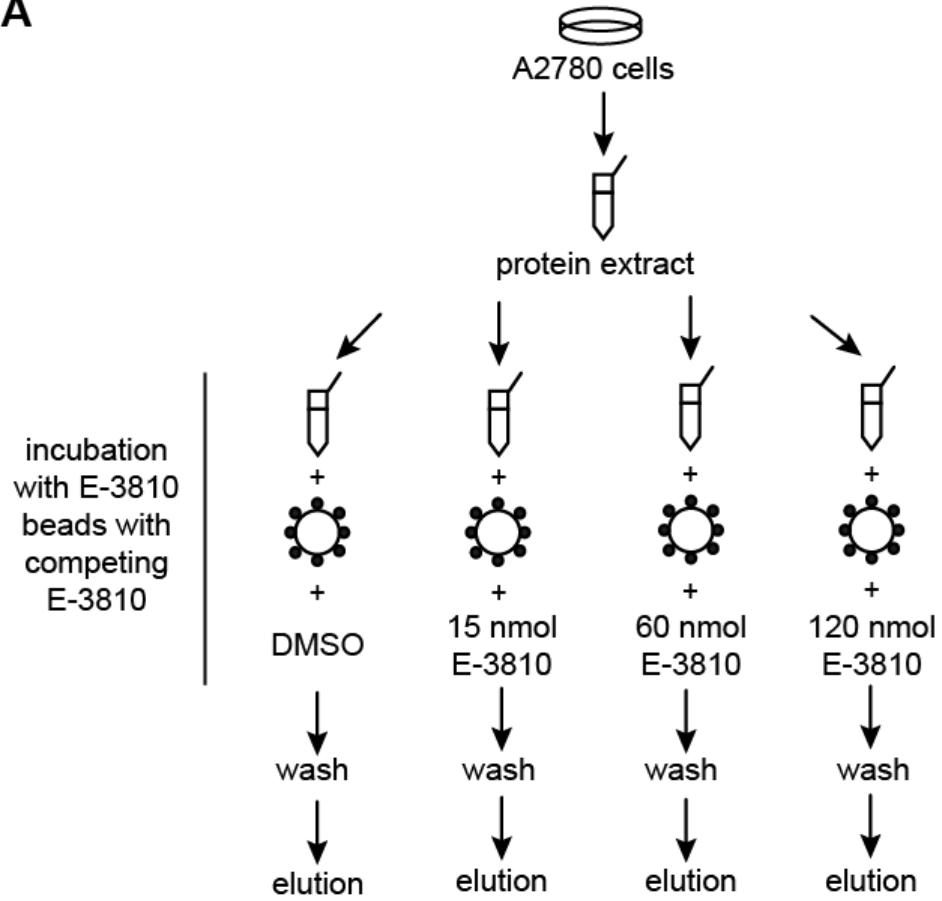 A
A2780 cells
protein extract
incubation
with E-3810
beads with
competing
E-3810
+ + + +
+ + + +
DMSO
15 nmol
E-3810
60 nmol
E-3810
120 nmol
E-3810
wash wash wash wash
elution elution elution elution